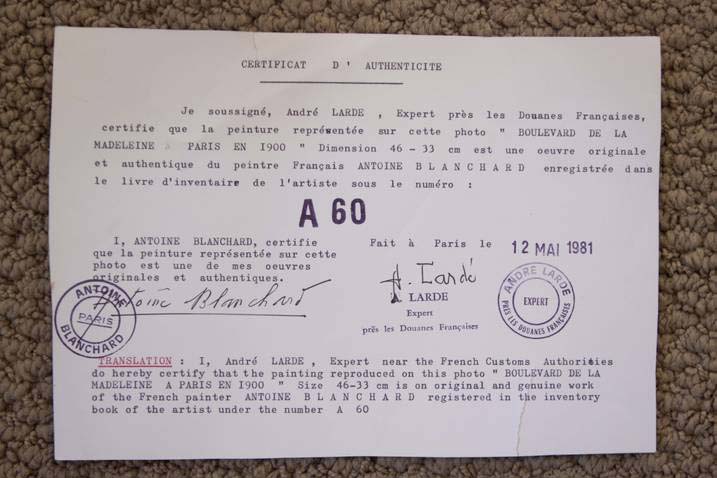 CERTIFICAT D' AUTHENTICITE
Je soussigné, André LARDE , Expert près les Douanes Françaises,
certifie que la peinture représentée sur cette photo " BOULEVARD DE LA
MADELEINE A PARIS EN I900 " Dimension 46 - 33 cm est une oeuvre originale
et authentique du peintre Français ANTOINE B L A N C H A R D enregistrée dans
le livre d'inventaire de l'artiste sous le numéro :
A 60
I, ANTOINE BLANCHARD, certifie
que la peinture représentée sur cette
photo est une de mes oeuvres
originales et authentiques.
Antoine Blanchard
ANTOINE BLANCHARD
PARIS
Fait à Paris le 12 MAI 1981
A. Lardé
A. LARDE
Expert
près les Douanes Françaises
ANDRE LARDE
EXPERT
PRÈS LES DOUANES FRANÇAISES
TRANSLATION : I, André LARDE , Expert near the French Customs Authorities
do hereby certify that the painting reproduced on this photo " BOULEVARD DE LA
MADELEINE A PARIS EN I900 " Size 46-33 cm is on original and genuine work
of the French painter ANTOINE B L A N C H A R D registered in the inventory
book of the artist under the number A 60